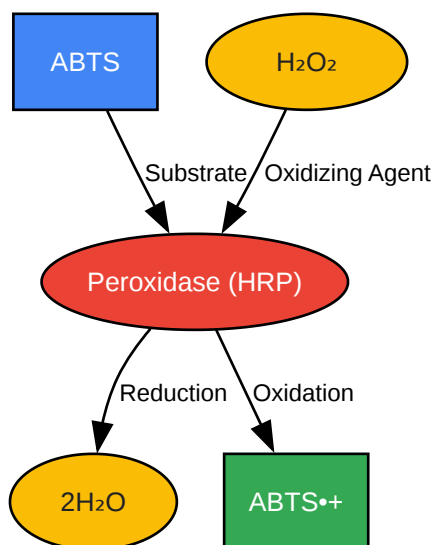 ABTS
H₂O₂
Substrate
Oxidizing Agent
Peroxidase (HRP)
Reduction
Oxidation
2H₂O
ABTS•+